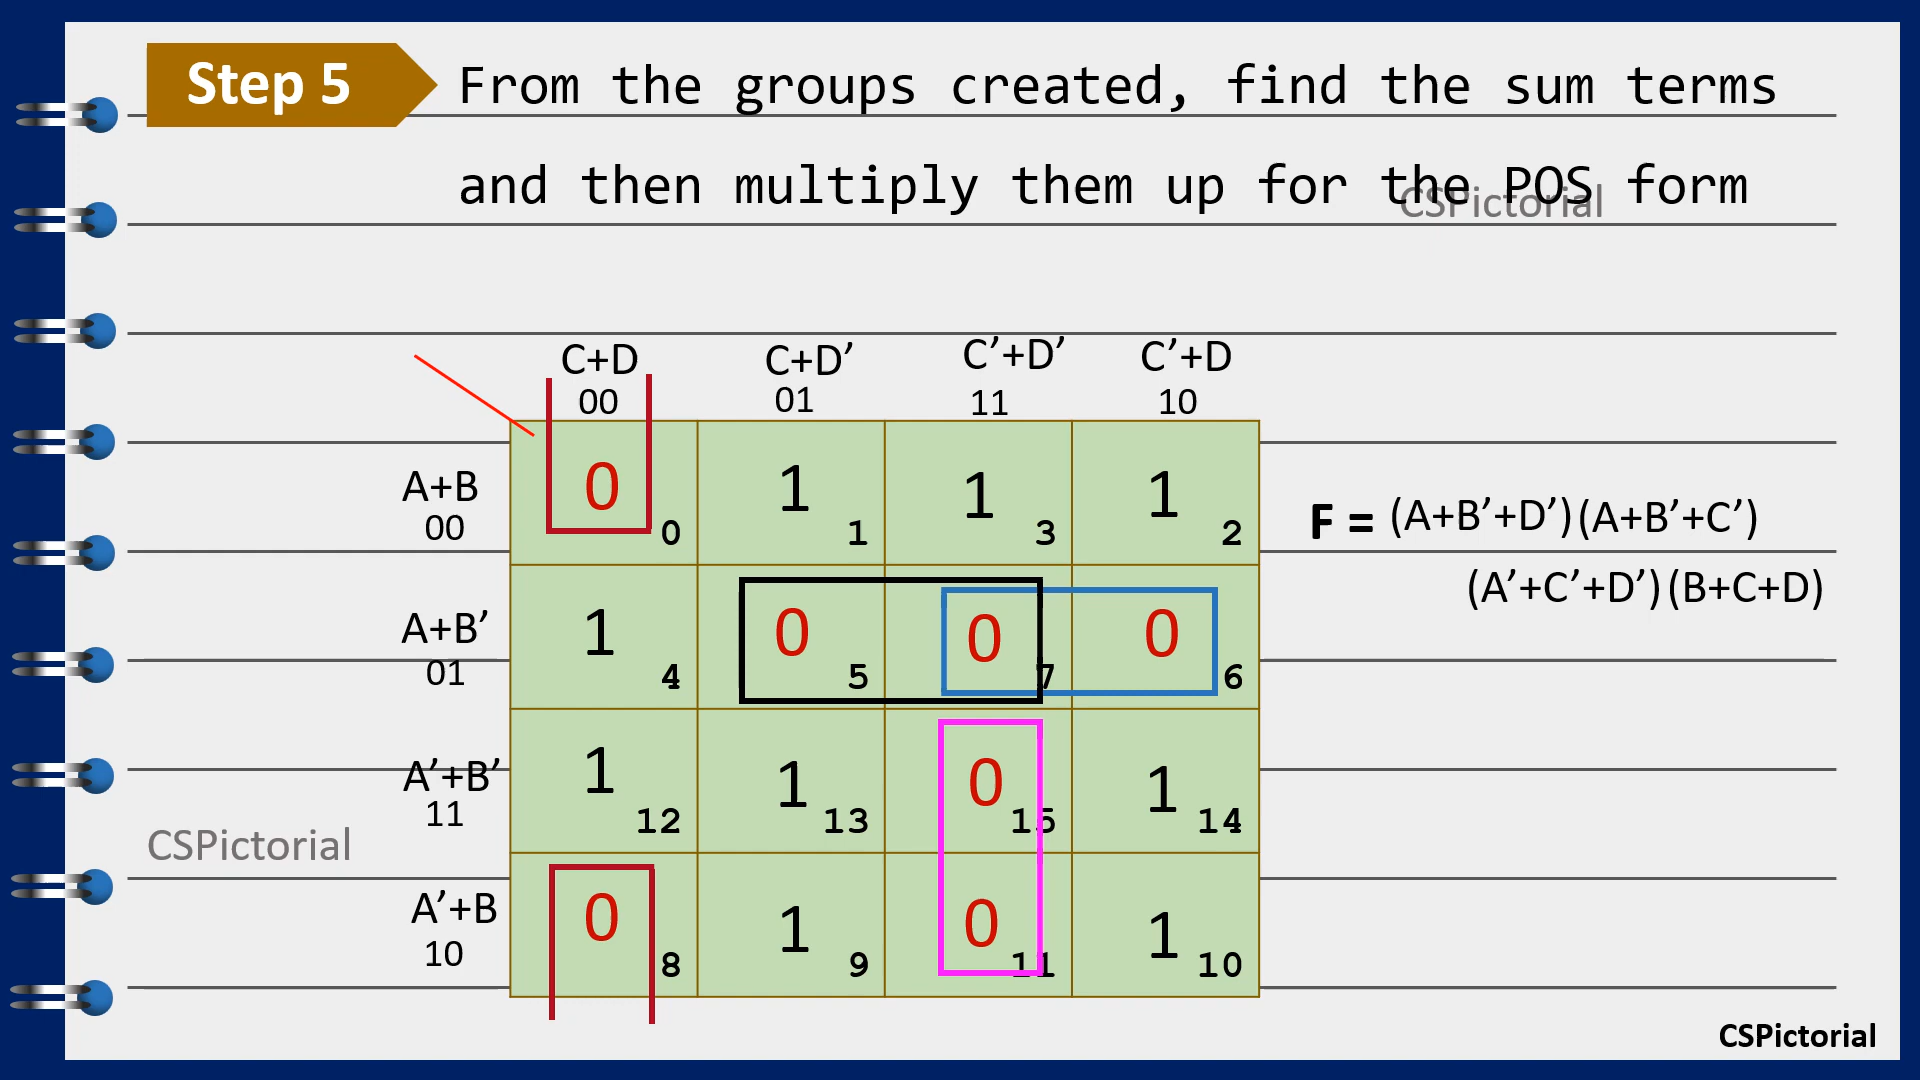 Step 5
From the groups created, find the sum terms
and then multiply them up for the POS form
CSPictorial
C+D C+D’ C’+D’ C’+D
00 01 11 10
A+B
00
0 1 1 1
0 1 3 2
F = (A+B’+D’)(A+B’+C’)
(A’+C’+D’)(B+C+D)
A+B’
01
1 0 0 0
4 5 7 6
A’+B’
11
1 1 0 1
12 13 15 14
CSPictorial
A’+B
10
0 1 0 1
8 9 11 10
CSPictorial